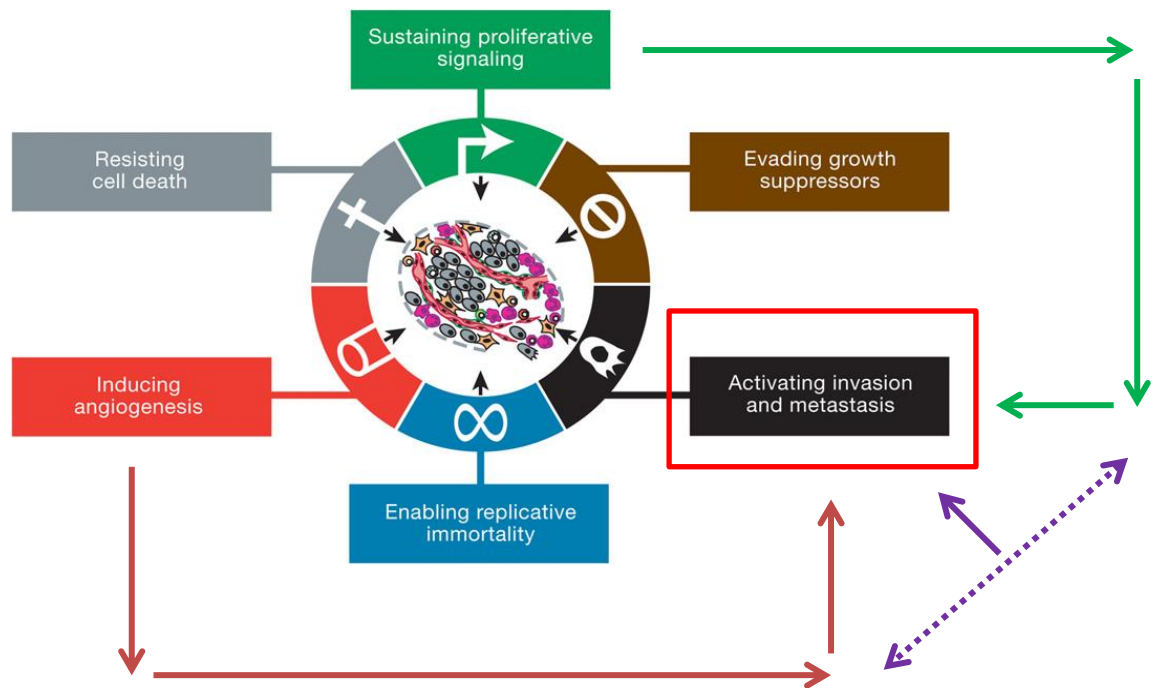 Sustaining proliferative
signaling
Resisting
cell death
Evading growth
suppressors
Inducing
angiogenesis
Activating invasion
and metastasis
Enabling replicative
immortality